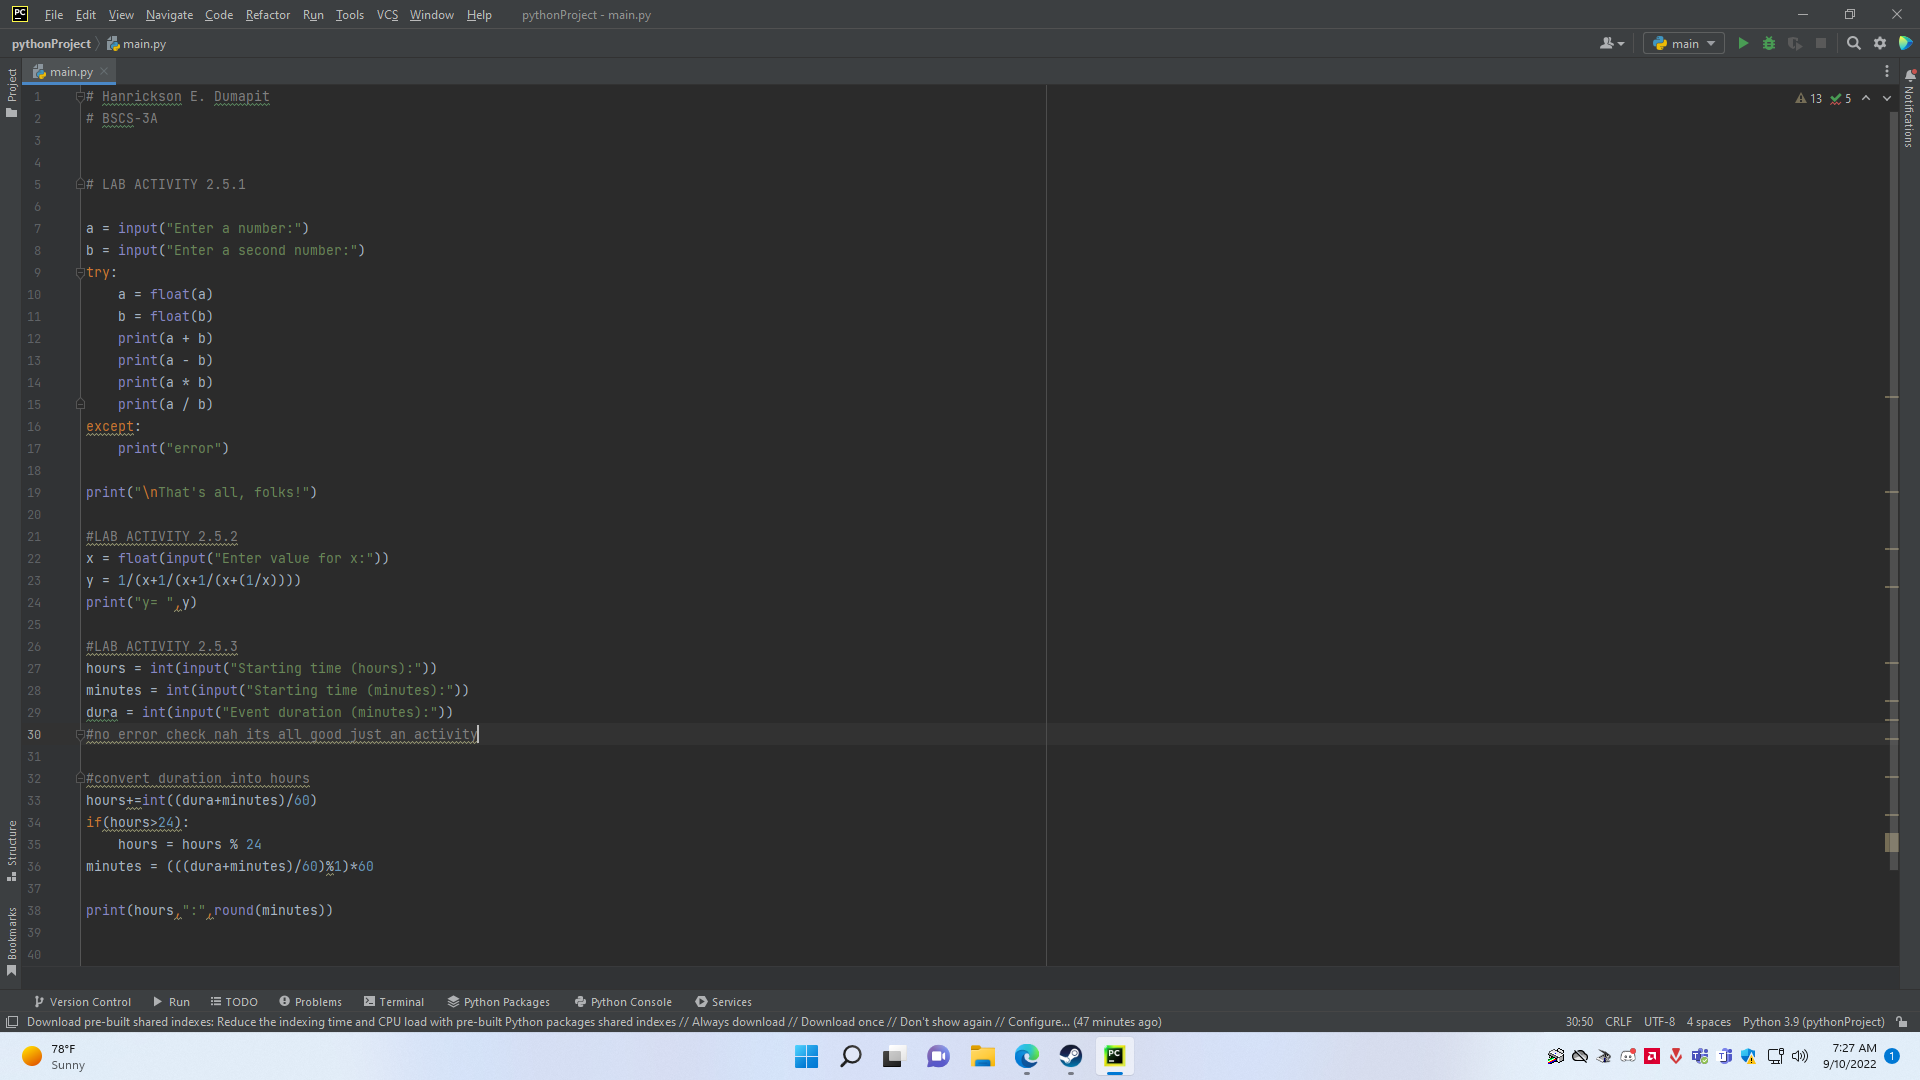 PC File Edit View Navigate Code Refactor Run Tools VCS Window Help pythonProject - main.py
pythonProject main.py main
main.py
Project
Notifications
13 5
1 # Hanrickson E. Dumapit
2 # BSCS-3A
3
4
5 # LAB ACTIVITY 2.5.1
6
7 a = input("Enter a number:")
8 b = input("Enter a second number:")
9 try:
10 a = float(a)
11 b = float(b)
12 print(a + b)
13 print(a - b)
14 print(a * b)
15 print(a / b)
16 except:
17 print("error")
18
19 print("\nThat's all, folks!")
20
21 #LAB ACTIVITY 2.5.2
22 x = float(input("Enter value for x:"))
23 y = 1/(x+1/(x+1/(x+(1/x))))
24 print("y= ",y)
25
26 #LAB ACTIVITY 2.5.3
27 hours = int(input("Starting time (hours):"))
28 minutes = int(input("Starting time (minutes):"))
29 dura = int(input("Event duration (minutes):"))
30 #no error check nah its all good just an activity
31
32 #convert duration into hours
33 hours+=int((dura+minutes)/60)
34 if(hours>24):
35 hours = hours % 24
36 minutes = (((dura+minutes)/60)%1)*60
37
38 print(hours,":",round(minutes))
39
40
Structure
Bookmarks
Version Control Run TODO Problems Terminal Python Packages Python Console Services
Download pre-built shared indexes: Reduce the indexing time and CPU load with pre-built Python packages shared indexes // Always download // Download once // Don't show again // Configure... (47 minutes ago) 30:50 CRLF UTF-8 4 spaces Python 3.9 (pythonProject)
78°F
Sunny
PC
7:27 AM
9/10/2022
1